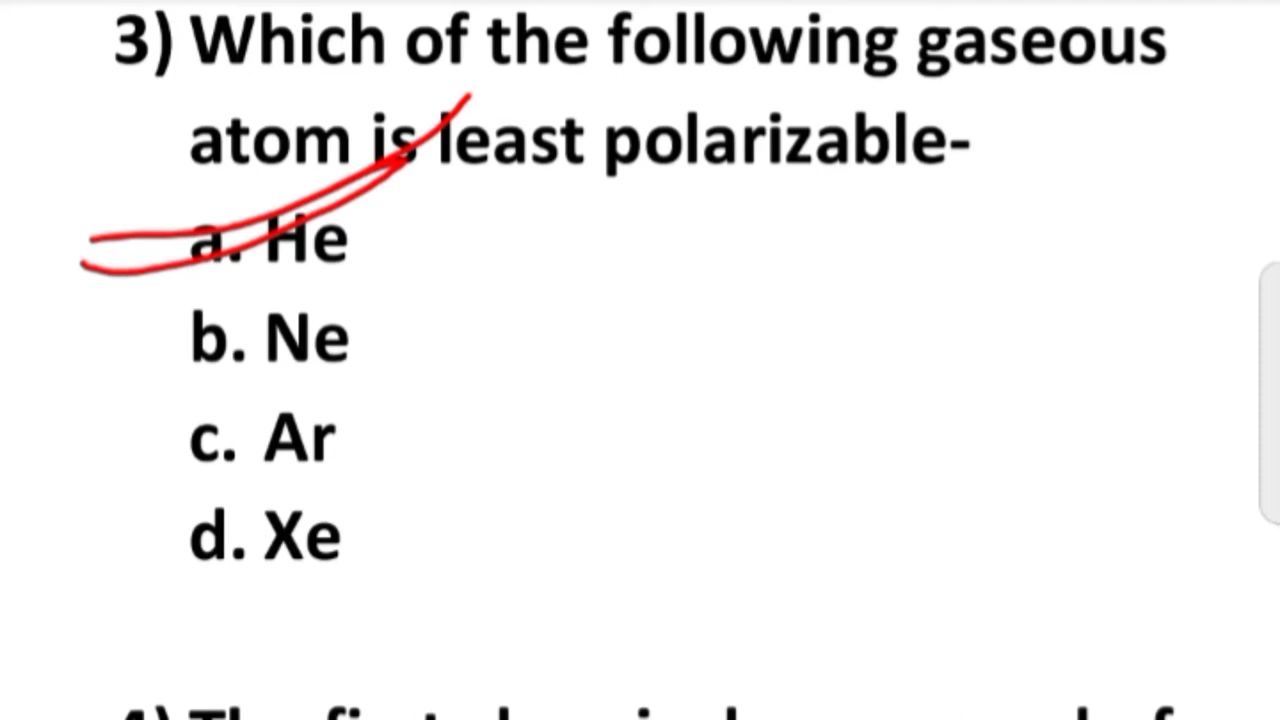 3) Which of the following gaseous
atom is least polarizable-
a. He
b. Ne
c. Ar
d. Xe